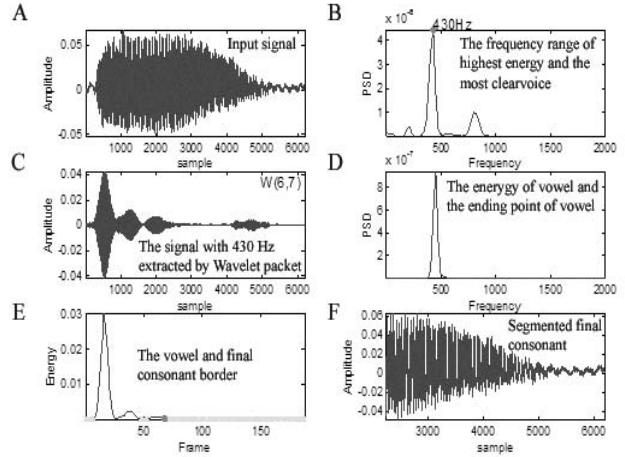 A
Input signal
0.05
0
-0.05
Amplitude
1000 2000 3000 4000 5000 6000
sample
B
x 10⁻⁶
430Hz
The frequency range of
highest energy and the
most clearvoice
4
3
2
1
PSD
500 1000 1500 2000
Frequency
C
W(6,7)
0.04
0.02
0
-0.02
-0.04
Amplitude
The signal with 430 Hz
extracted by Wavelet packet
1000 2000 3000 4000 5000 6000
sample
D
x 10⁻⁷
The enerygy of vowel and
the ending point of vowel
8
6
4
2
PSD
500 1000 1500 2000
Frequency
E
0.03
0.01
Energy
The vowel and final
consonant border
50 100 150
Frame
F
Segmented final
consonant
0.06
0.04
0.02
0
-0.02
-0.04
Amplitude
3000 4000 5000 6000
sample